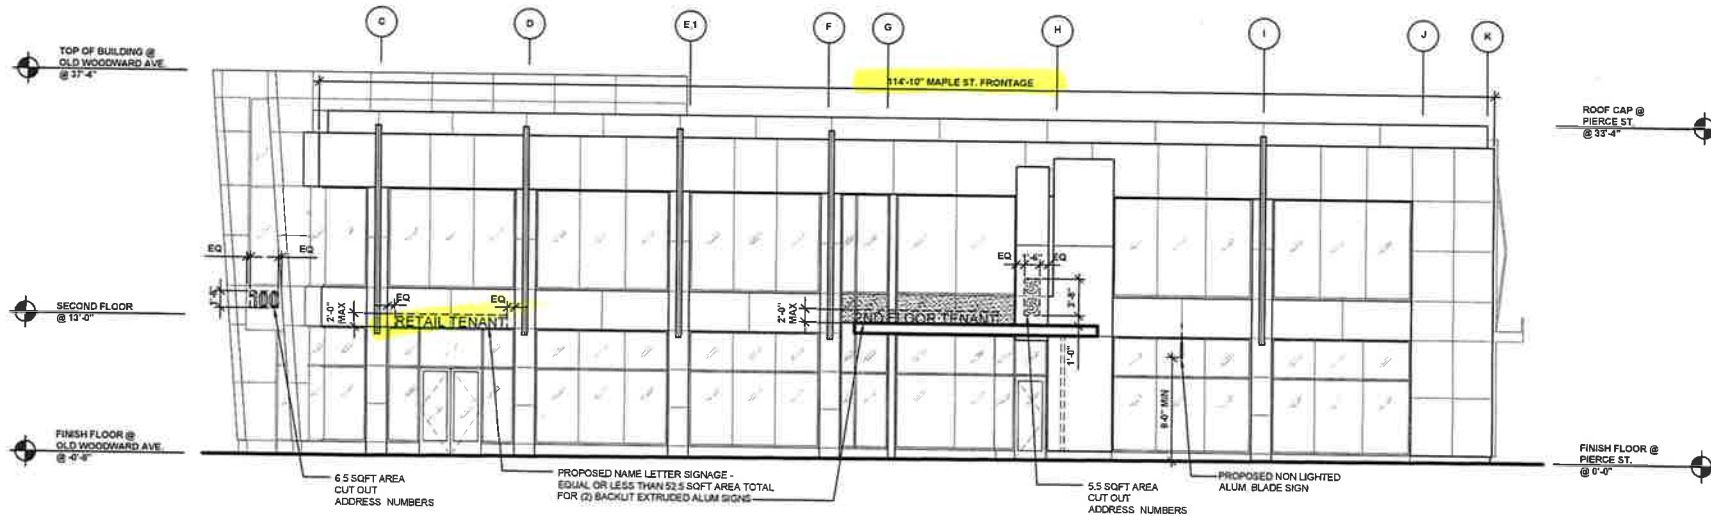 C
D
E.1
F
G
H
I
J
K
TOP OF BUILDING @
OLD WOODWARD AVE.
@ 37'-4"
114'-10" MAPLE ST. FRONTAGE
ROOF CAP @
PIERCE ST.
@ 33'-4"
EQ
EQ
EQ
1'-6"
EQ
SECOND FLOOR
@ 13'-0"
2'-0"
MAX
EQ
EQ
RETAIL TENANT
2'-0"
MAX
2ND FLOOR TENANT
3'-8"
1'-0"
8'-0" MIN
FINISH FLOOR @
OLD WOODWARD AVE.
@ -0'-8"
FINISH FLOOR @
PIERCE ST.
@ 0'-0"
6.5 SQFT AREA
CUT OUT
ADDRESS NUMBERS
PROPOSED NAME LETTER SIGNAGE -
EQUAL OR LESS THAN 52.5 SQFT AREA TOTAL
FOR (2) BACKLIT EXTRUDED ALUM SIGNS
5.5 SQFT AREA
CUT OUT
ADDRESS NUMBERS
PROPOSED NON LIGHTED
ALUM. BLADE SIGN